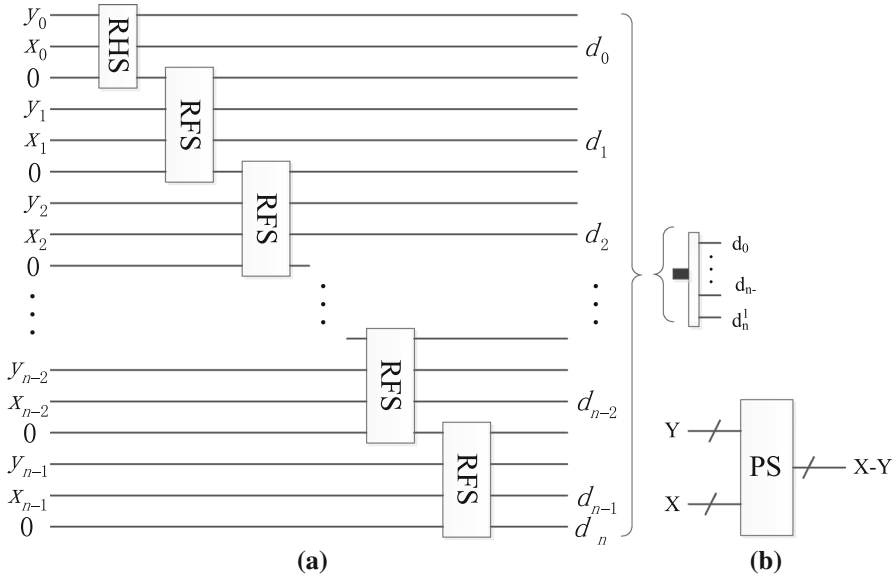 y₀
x₀ d₀
0
RHS
y₁
x₁ d₁
0
RFS
y₂
x₂ d₂
0
RFS
y_{n−2}
x_{n−2} d_{n−2}
0
RFS
y_{n−1}
x_{n−1} d_{n−1}
0 d_n
RFS
(a)
d₀
d_{n-}
d_n^1
Y
X
PS
X-Y
(b)